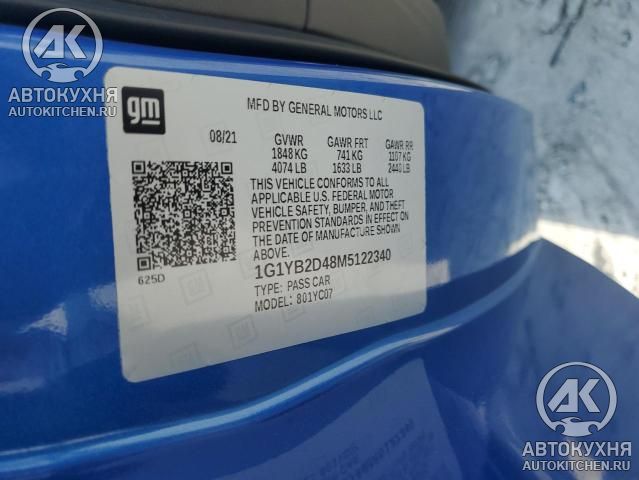 АВТОКУХНЯ
AUTOKITCHEN.RU
gm
MFD BY GENERAL MOTORS LLC
08/21 GVWR GAWR FRT GAWR RR
1848 KG 741 KG 1107 KG
4074 LB 1633 LB 2440 LB
THIS VEHICLE CONFORMS TO ALL
APPLICABLE U.S. FEDERAL MOTOR
VEHICLE SAFETY, BUMPER, AND THEFT
PREVENTION STANDARDS IN EFFECT ON
THE DATE OF MANUFACTURE SHOWN
ABOVE.
625D
1G1YB2D48M5122340
TYPE: PASS CAR
MODEL: 801YC07
АВТОКУХНЯ
AUTOKITCHEN.RU